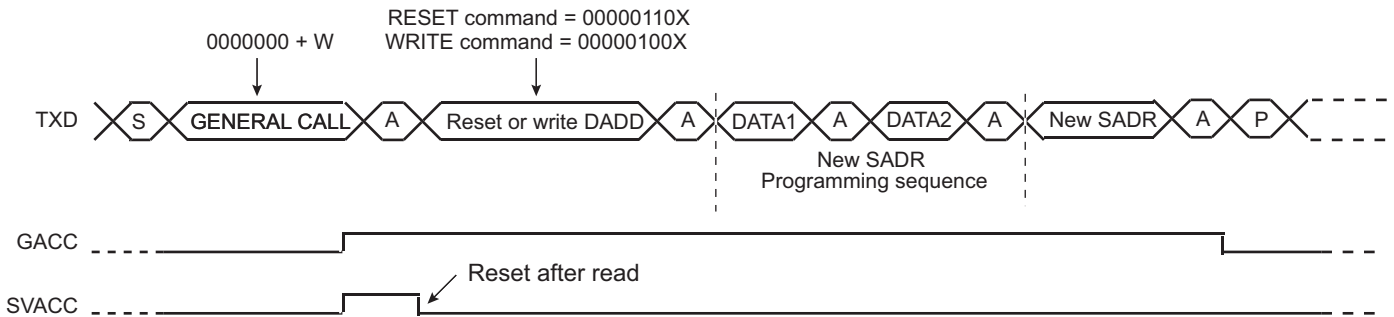 RESET command = 00000110X
0000000 + W
WRITE command = 00000100X
TXD S GENERAL CALL A Reset or write DADD A DATA1 A DATA2 A New SADR A P
New SADR
Programming sequence
GACC
Reset after read
SVACC